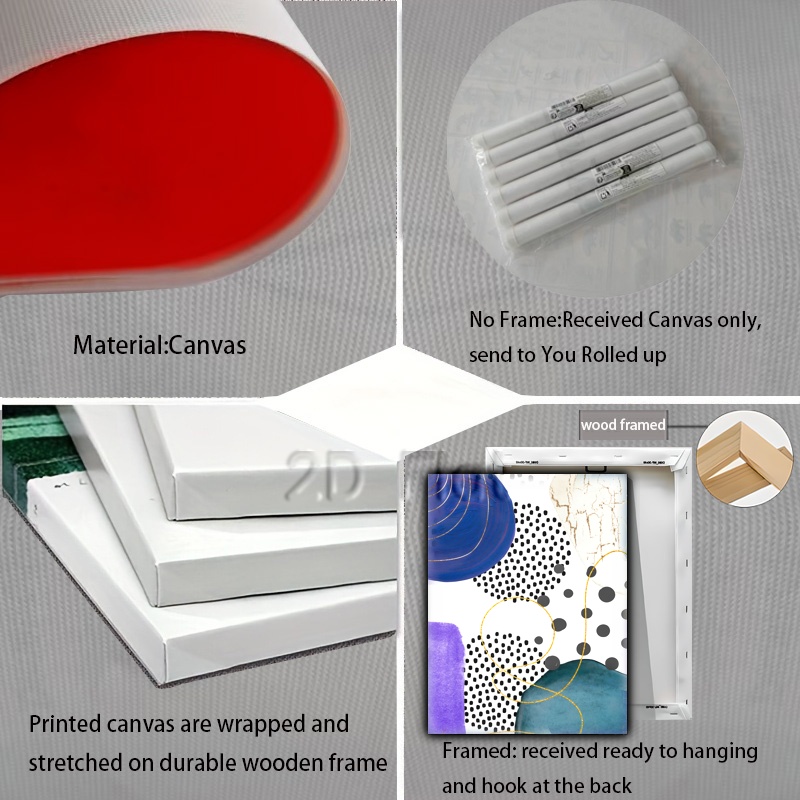 Material:Canvas
No Frame:Received Canvas only,
send to You Rolled up
wood framed
2D
Printed canvas are wrapped and
stretched on durable wooden frame
Framed: received ready to hanging
and hook at the back